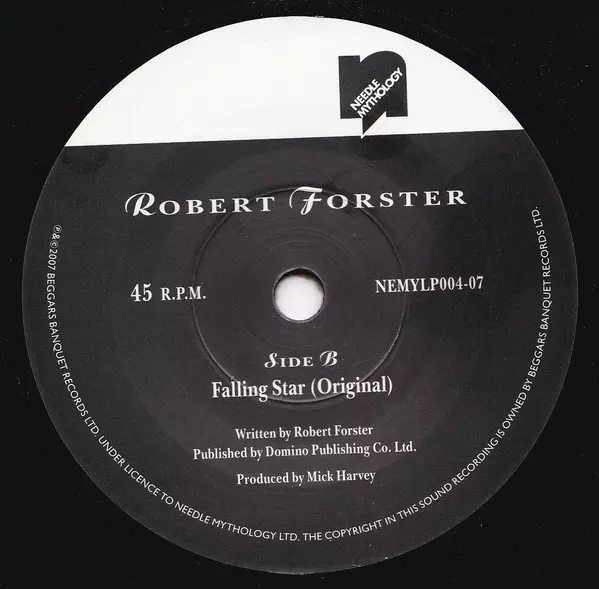 NEEDLE
MYTHOLOGY
ROBERT FORSTER
45 R.P.M.
NEMYLP004-07
SIDE B
Falling Star (Original)
Written by Robert Forster
Published by Domino Publishing Co. Ltd.
Produced by Mick Harvey
℗&©2007 BEGGARS BANQUET RECORDS LTD. UNDER LICENCE TO NEEDLE MYTHOLOGY LTD. THE COPYRIGHT IN THIS SOUND RECORDING IS OWNED BY BEGGARS BANQUET RECORDS LTD.